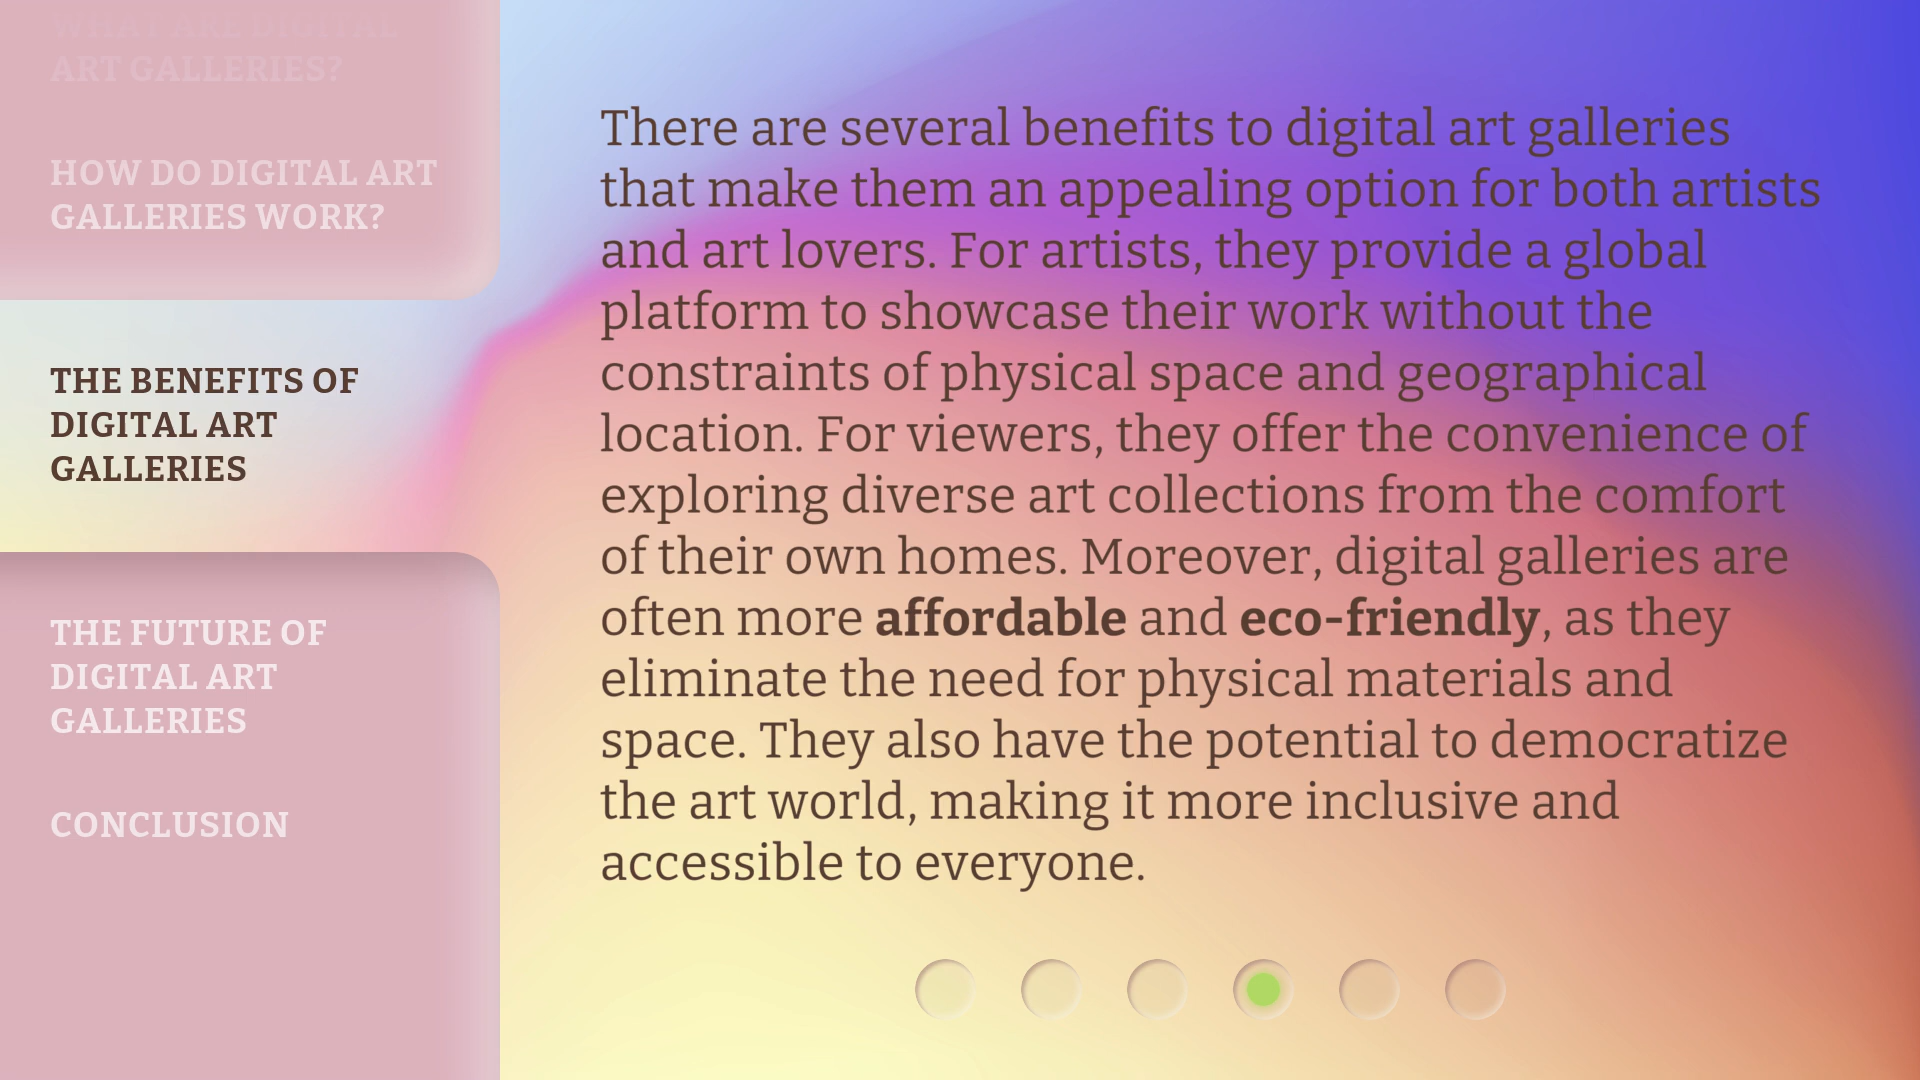 WHAT ARE DIGITAL
ART GALLERIES?
HOW DO DIGITAL ART
GALLERIES WORK?
THE BENEFITS OF
DIGITAL ART
GALLERIES
THE FUTURE OF
DIGITAL ART
GALLERIES
CONCLUSION
There are several benefits to digital art galleries
that make them an appealing option for both artists
and art lovers. For artists, they provide a global
platform to showcase their work without the
constraints of physical space and geographical
location. For viewers, they offer the convenience of
exploring diverse art collections from the comfort
of their own homes. Moreover, digital galleries are
often more affordable and eco-friendly, as they
eliminate the need for physical materials and
space. They also have the potential to democratize
the art world, making it more inclusive and
accessible to everyone.